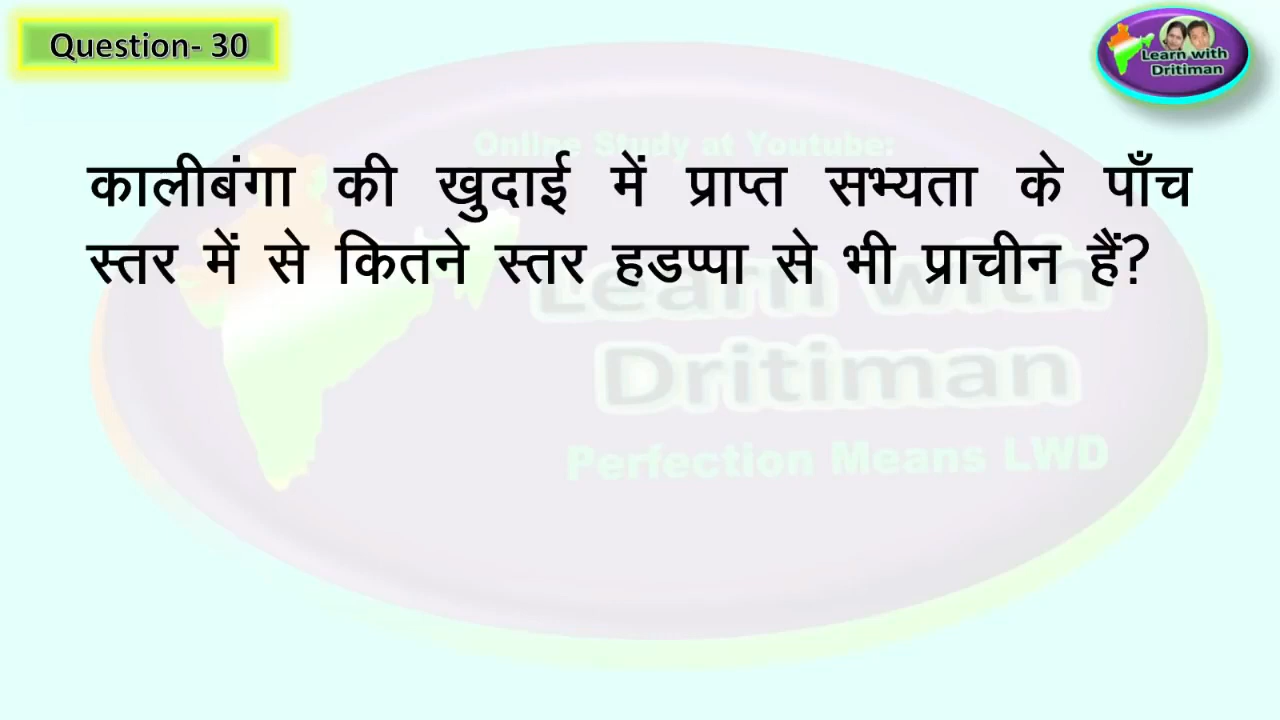 Question- 30
Learn with
Dritiman
Online Study at Youtube:
कालीबंगा की खुदाई में प्राप्त सभ्यता के पाँच
स्तर में से कितने स्तर हडप्पा से भी प्राचीन हैं?
Learn with
Dritiman
Perfection Means LWD